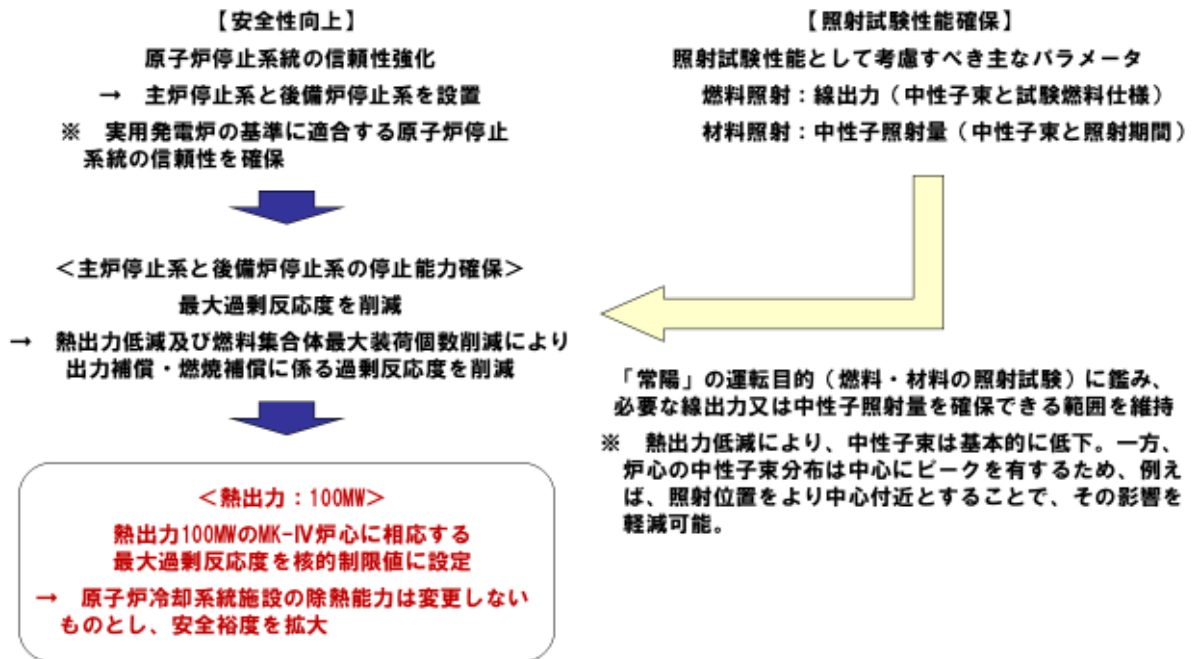 【安全性向上】
原子炉停止系統の信頼性強化
→ 主炉停止系と後備炉停止系を設置
※ 実用発電炉の基準に適合する原子炉停止
系統の信頼性を確保
＜主炉停止系と後備炉停止系の停止能力確保＞
最大過剰反応度を削減
→ 熱出力低減及び燃料集合体最大装荷個数削減により
出力補償・燃焼補償に係る過剰反応度を削減
＜熱出力：100MW＞
熱出力100MWのMK-Ⅳ炉心に相応する
最大過剰反応度を核的制限値に設定
→ 原子炉冷却系統施設の除熱能力は変更しない
ものとし、安全裕度を拡大
【照射試験性能確保】
照射試験性能として考慮すべき主なパラメータ
燃料照射：線出力（中性子束と試験燃料仕様）
材料照射：中性子照射量（中性子束と照射期間）
「常陽」の運転目的（燃料・材料の照射試験）に鑑み、
必要な線出力又は中性子照射量を確保できる範囲を維持
※ 熱出力低減により、中性子束は基本的に低下。一方、
炉心の中性子束分布は中心にピークを有するため、例え
ば、照射位置をより中心付近とすることで、その影響を
軽減可能。